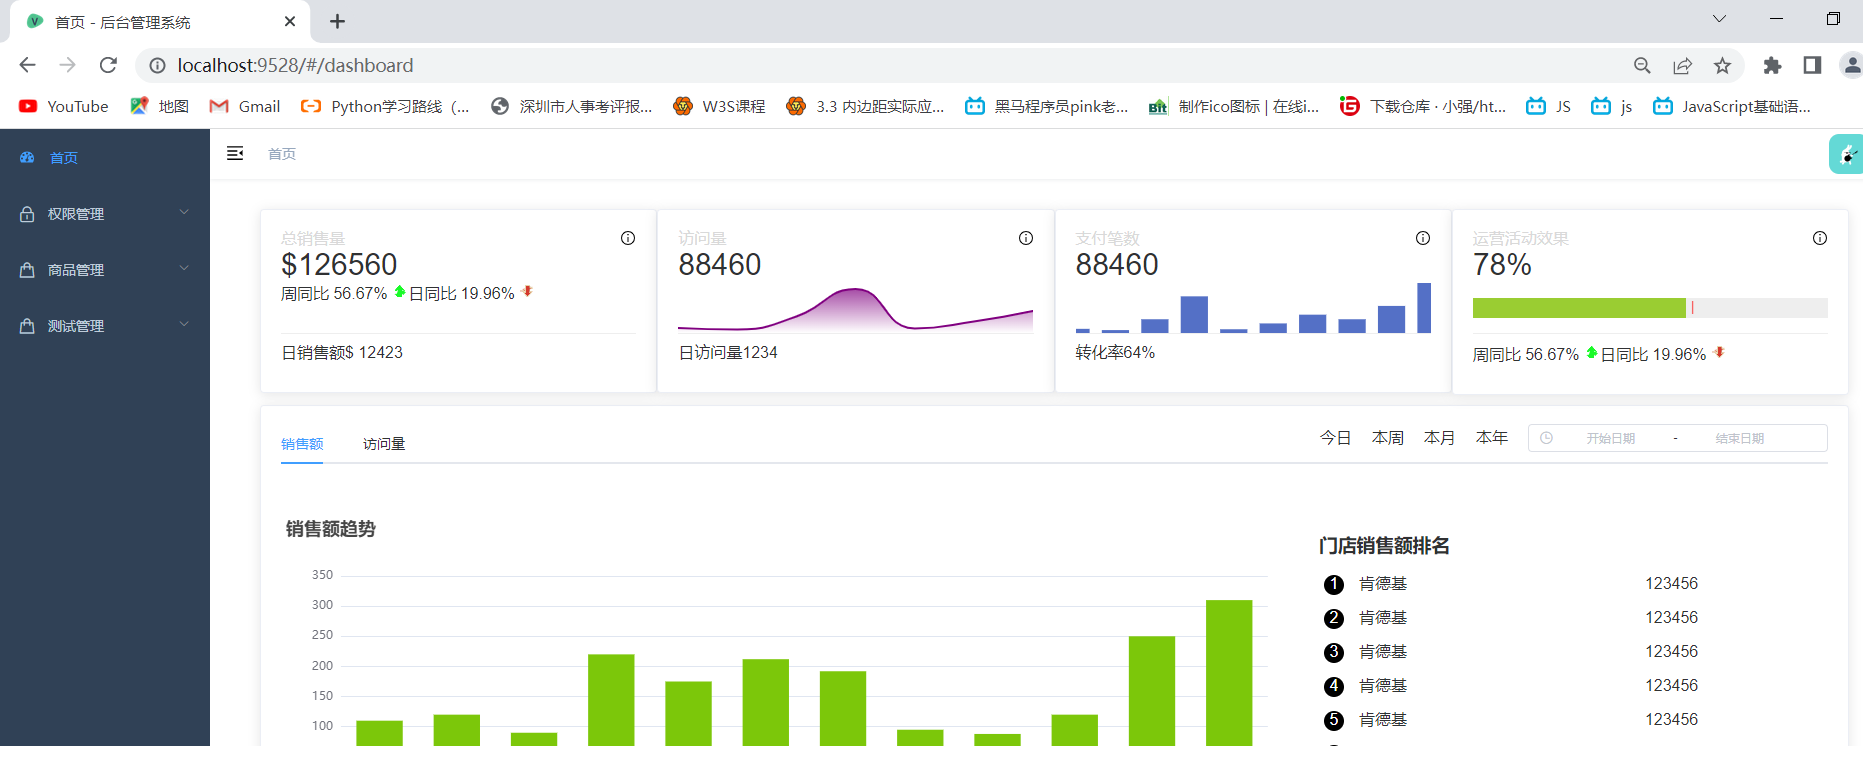 首页 - 后台管理系统
localhost:9528/#/dashboard
YouTube 地图 Gmail Python学习路线（... 深圳市人事考评报... W3S课程 3.3 内边距实际应... 黑马程序员pink老... 制作ico图标 | 在线i... 下载仓库 · 小强/ht... JS js JavaScript基础语...
首页
权限管理
商品管理
测试管理
首页
总销售量
$126560
周同比 56.67% 日同比 19.96%
日销售额$ 12423
访问量
88460
日访问量1234
支付笔数
88460
转化率64%
运营活动效果
78%
周同比 56.67% 日同比 19.96%
销售额 访问量
今日 本周 本月 本年 开始日期 - 结束日期
销售额趋势
350
300
250
200
150
100
门店销售额排名
1 肯德基 123456
2 肯德基 123456
3 肯德基 123456
4 肯德基 123456
5 肯德基 123456